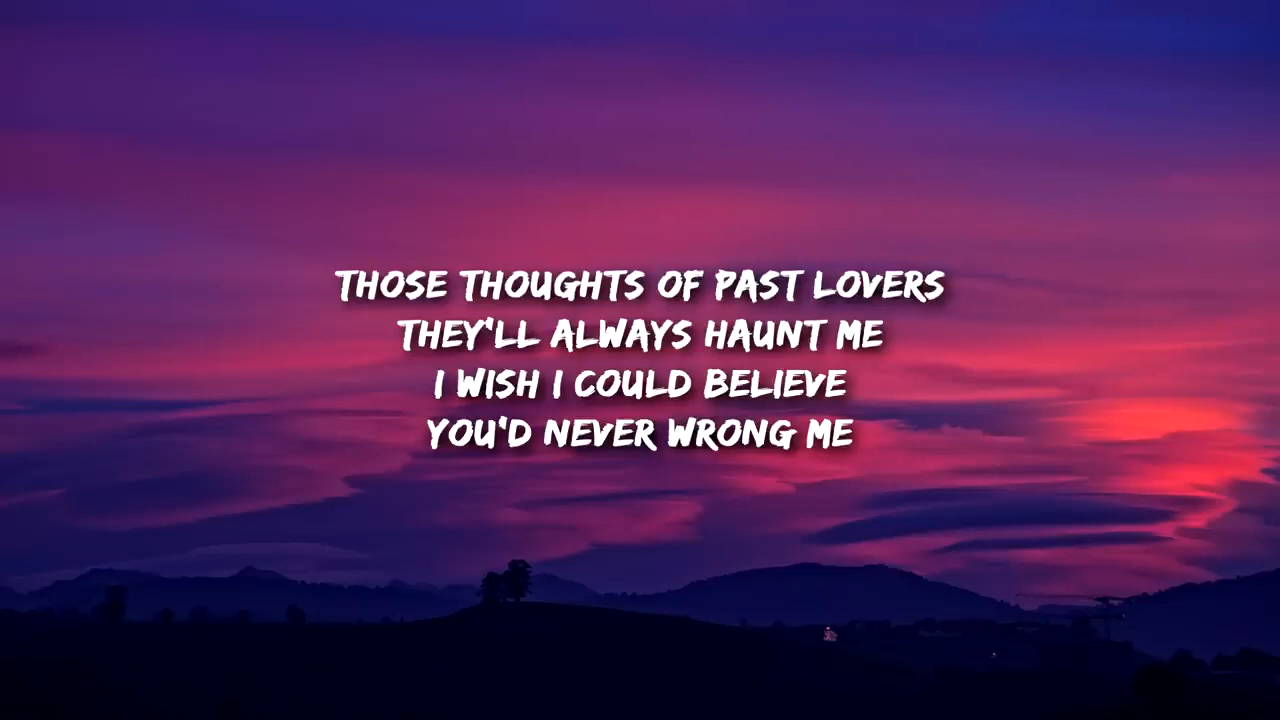 THOSE THOUGHTS OF PAST LOVERS
THEY'LL ALWAYS HAUNT ME
I WISH I COULD BELIEVE
YOU'D NEVER WRONG ME